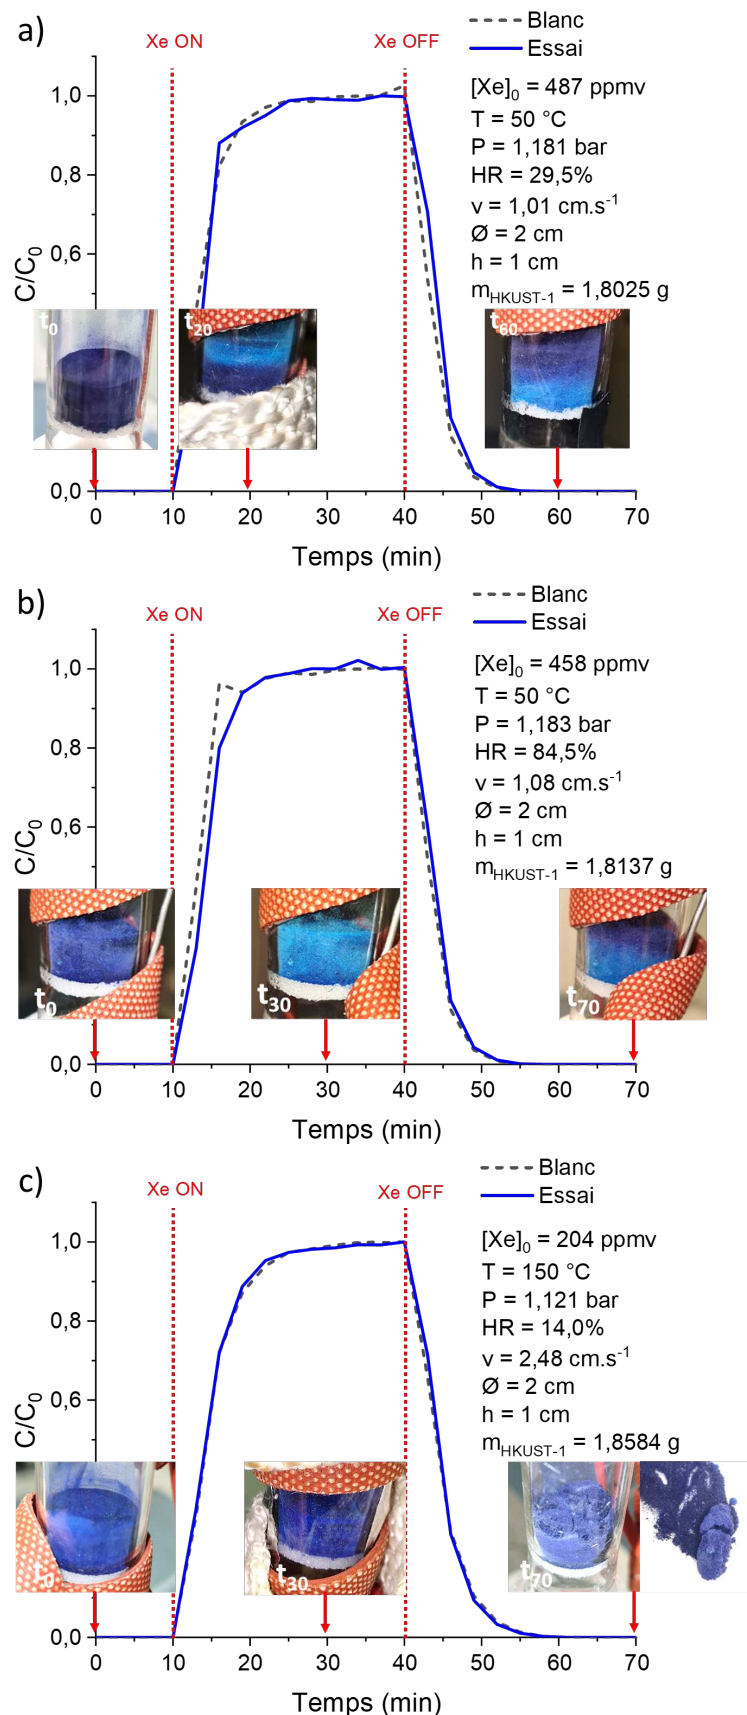 a)
Blanc
Essai
Xe ON
Xe OFF
[Xe]₀ = 487 ppmv
T = 50 °C
P = 1,181 bar
HR = 29,5%
v = 1,01 cm.s⁻¹
Ø = 2 cm
h = 1 cm
m_HKUST-1 = 1,8025 g
1,0
0,8
0,6
0,0
C/C₀
t₀
t₂₀
t₆₀
0 10 20 30 40 50 60 70
Temps (min)
b)
Blanc
Essai
Xe ON
Xe OFF
[Xe]₀ = 458 ppmv
T = 50 °C
P = 1,183 bar
HR = 84,5%
v = 1,08 cm.s⁻¹
Ø = 2 cm
h = 1 cm
m_HKUST-1 = 1,8137 g
1,0
0,8
0,6
0,0
C/C₀
t₀
t₃₀
t₇₀
0 10 20 30 40 50 60 70
Temps (min)
c)
Blanc
Essai
Xe ON
Xe OFF
[Xe]₀ = 204 ppmv
T = 150 °C
P = 1,121 bar
HR = 14,0%
v = 2,48 cm.s⁻¹
Ø = 2 cm
h = 1 cm
m_HKUST-1 = 1,8584 g
1,0
0,8
0,6
0,0
C/C₀
t₀
t₃₀
t₇₀
0 10 20 30 40 50 60 70
Temps (min)